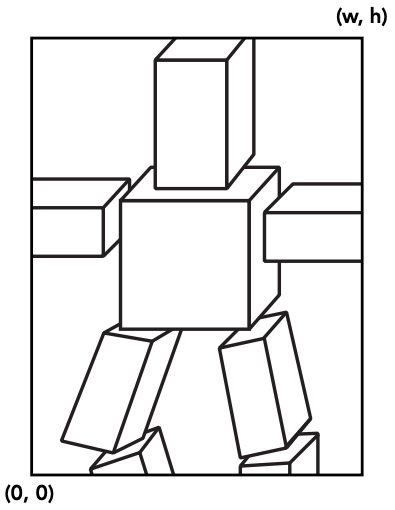 (w, h)
(0, 0)